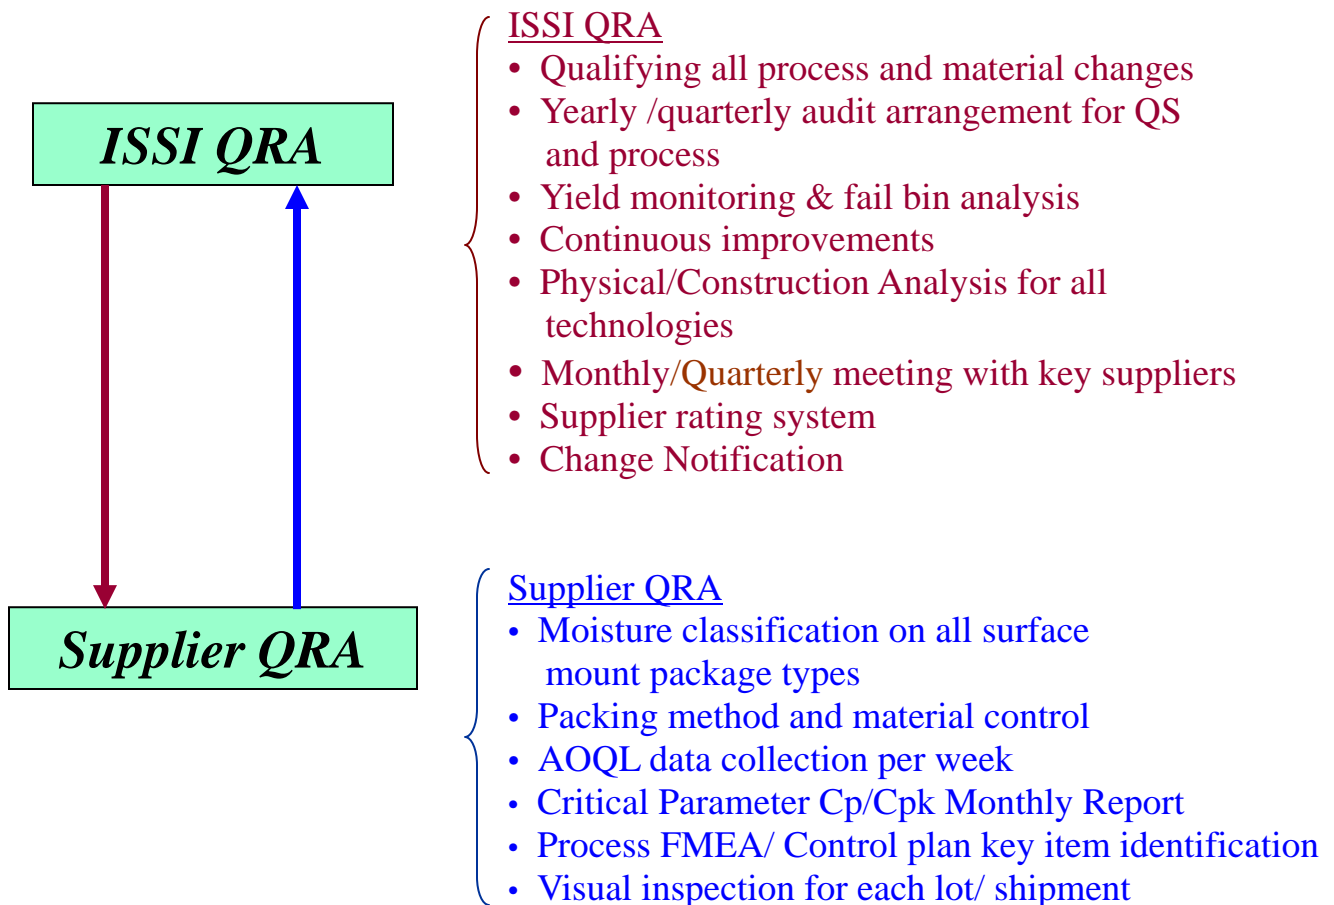 ISSI QRA
• Qualifying all process and material changes
• Yearly /quarterly audit arrangement for QS
and process
• Yield monitoring & fail bin analysis
• Continuous improvements
• Physical/Construction Analysis for all
technologies
• Monthly/Quarterly meeting with key suppliers
• Supplier rating system
• Change Notification
ISSI QRA
Supplier QRA
Supplier QRA
• Moisture classification on all surface
mount package types
• Packing method and material control
• AOQL data collection per week
• Critical Parameter Cp/Cpk Monthly Report
• Process FMEA/ Control plan key item identification
• Visual inspection for each lot/ shipment